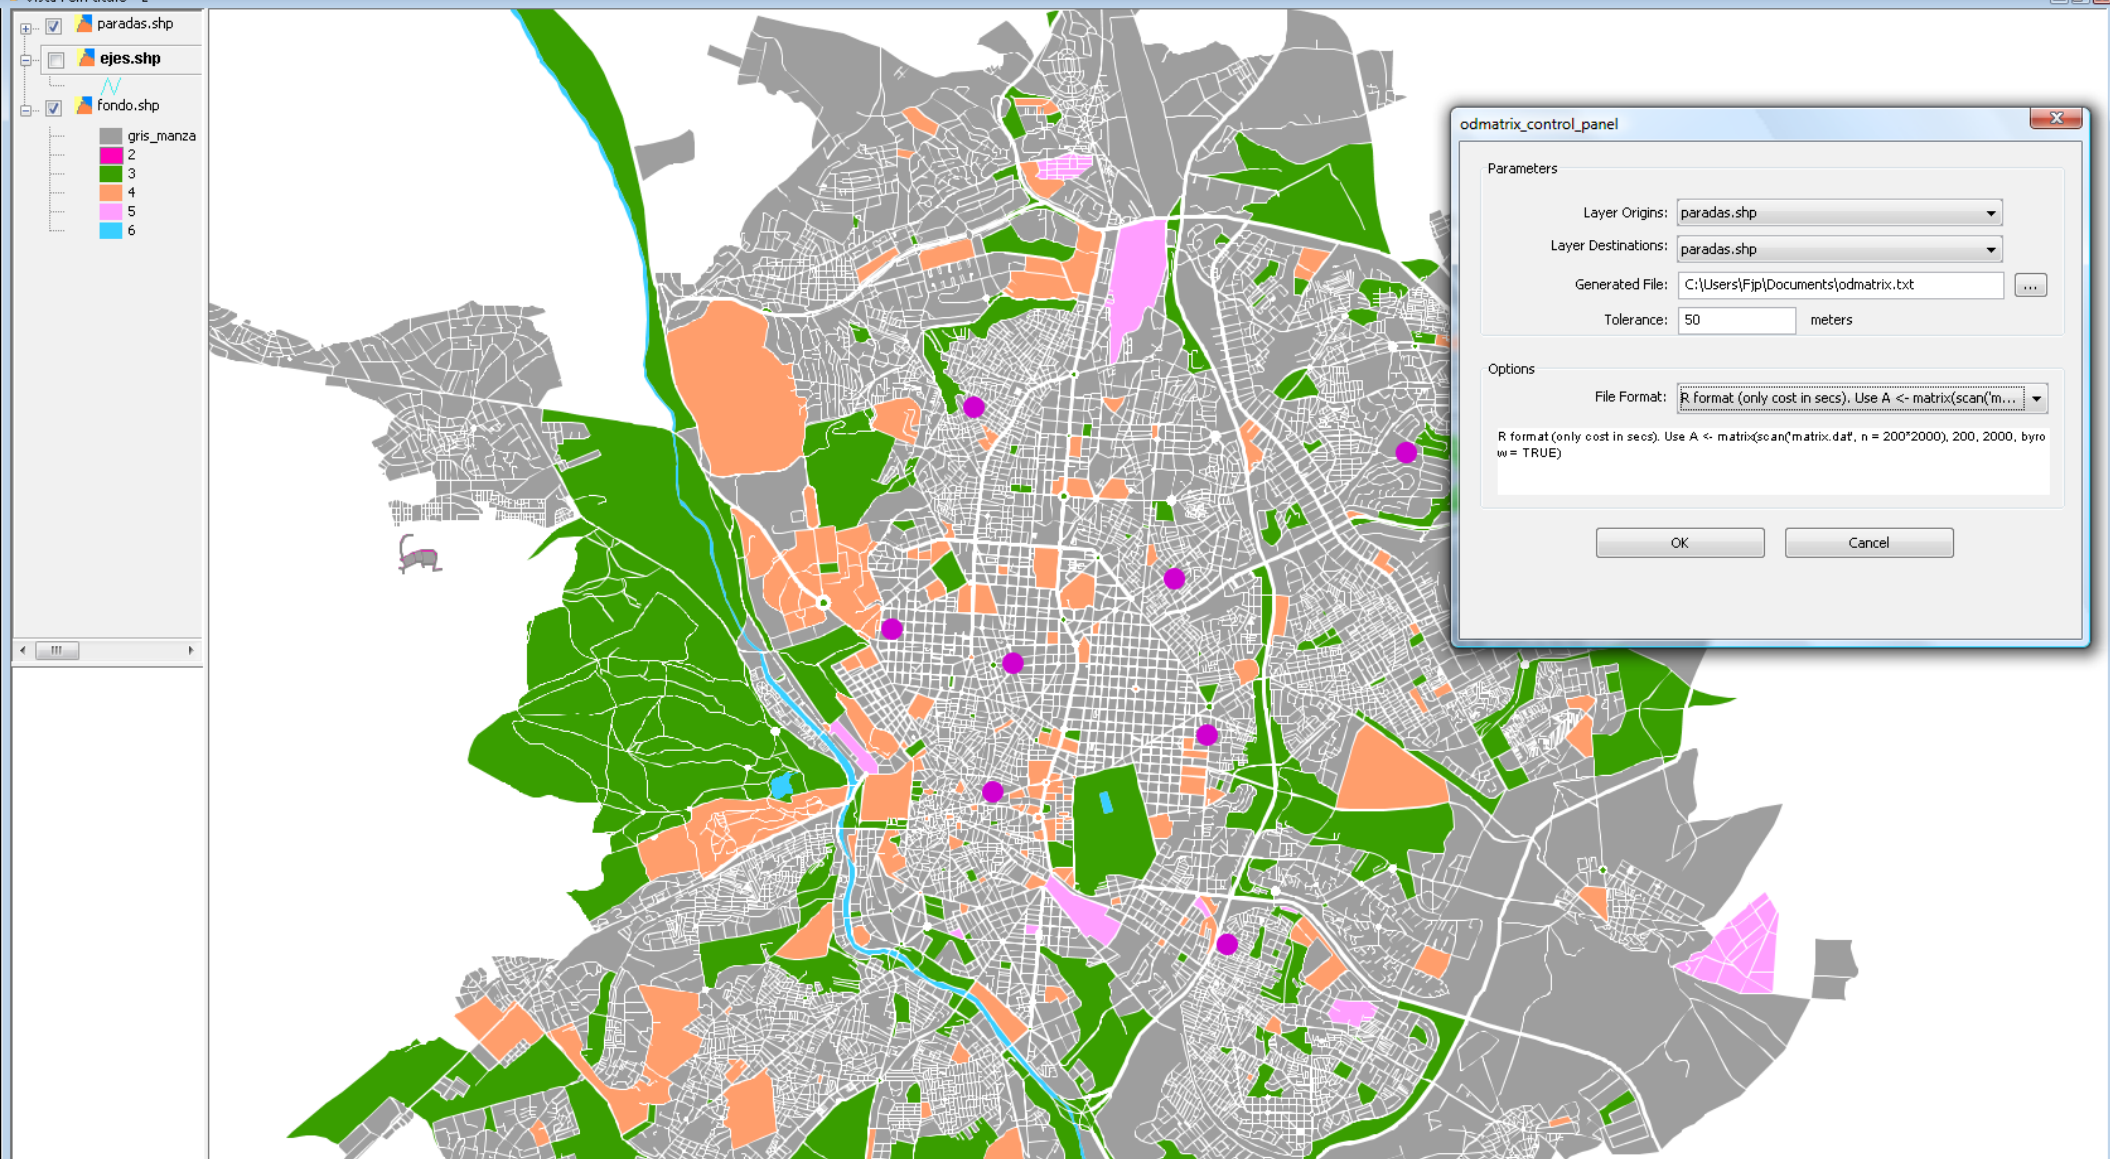 paradas.shp
ejes.shp
fondo.shp
gris_manza
2
3
4
5
6
odmatrix_control_panel
Parameters
Layer Origins: paradas.shp
Layer Destinations: paradas.shp
Generated File: C:\Users\Fjp\Documents\odmatrix.txt ...
Tolerance: 50 meters
Options
File Format: R format (only cost in secs). Use A <- matrix(scan('m...
R format (only cost in secs). Use A <- matrix(scan('matrix.dat', n = 200*2000), 200, 2000, byro
w = TRUE)
OK Cancel